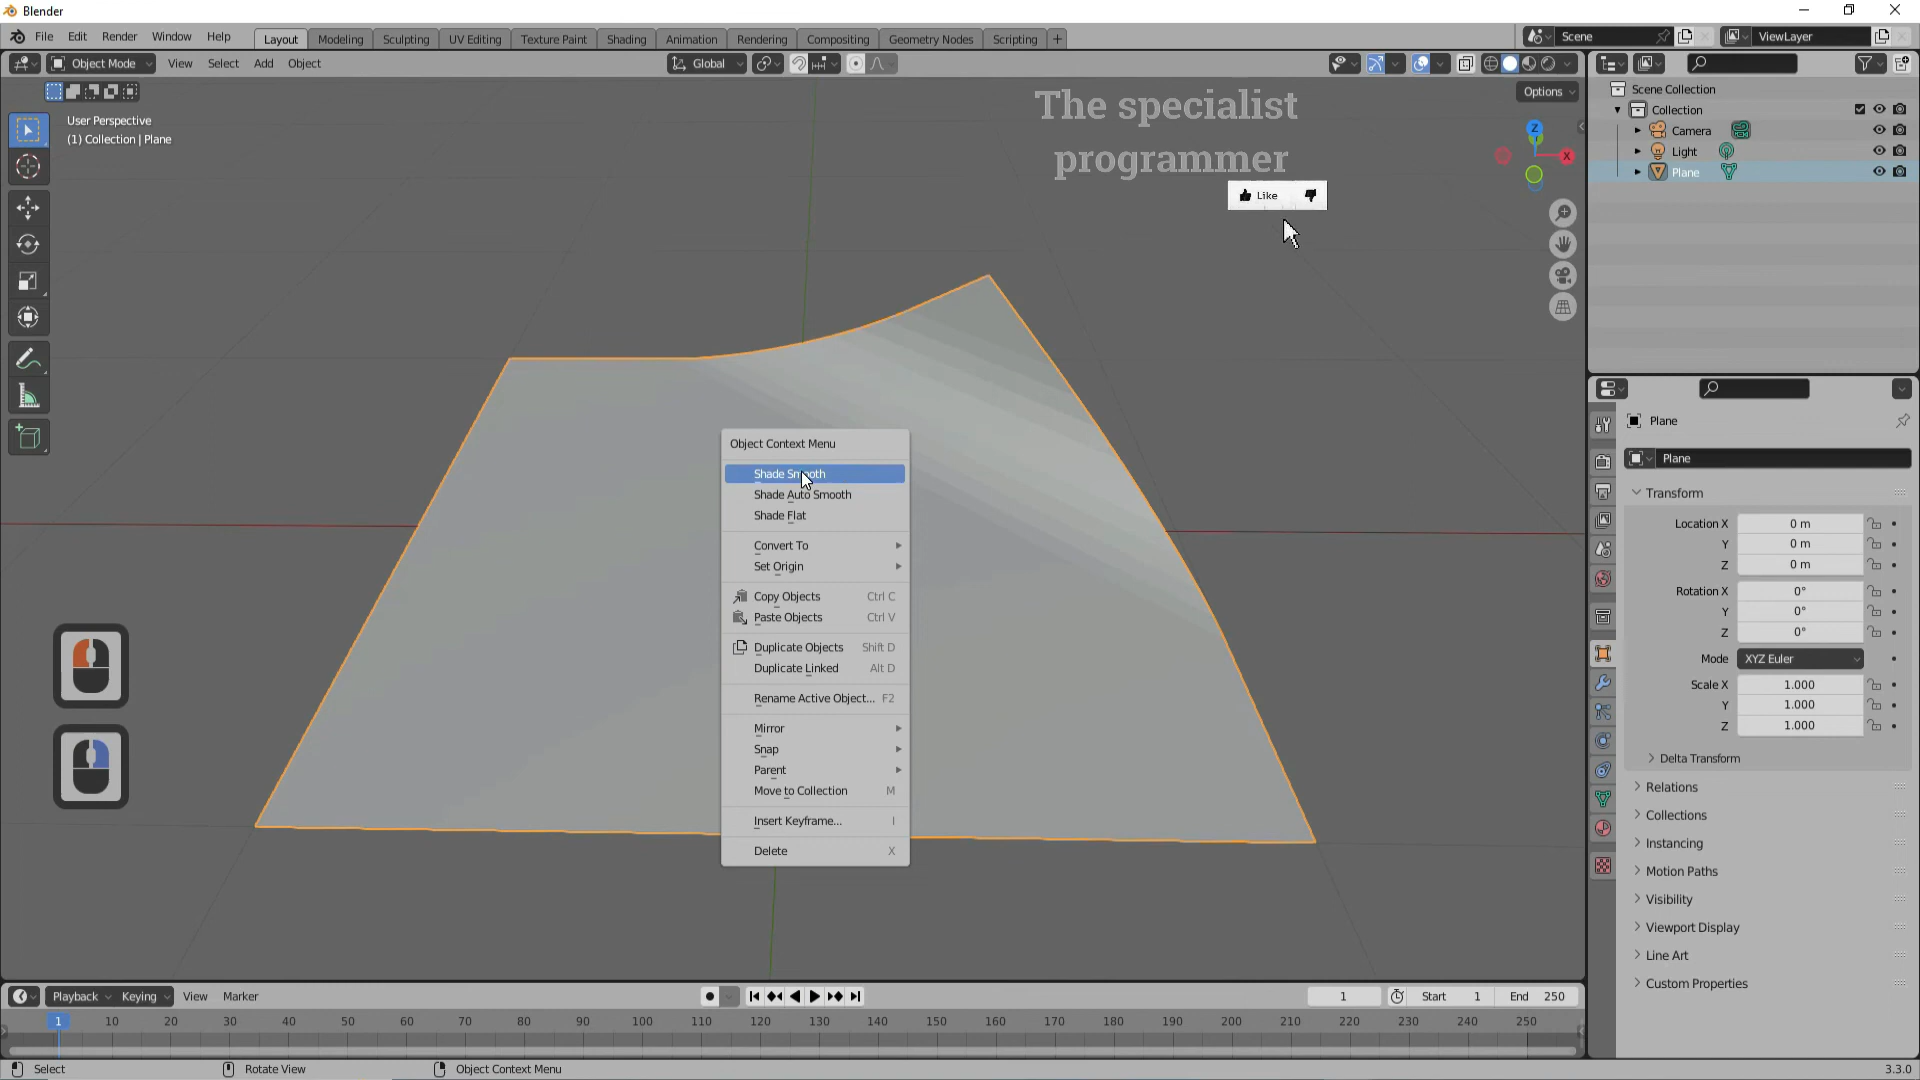 Blender
File Edit Render Window Help
Layout Modeling Sculpting UV Editing Texture Paint Shading Animation Rendering Compositing Geometry Nodes Scripting +
Scene
ViewLayer
Object Mode View Select Add Object
Global
Options
User Perspective
(1) Collection | Plane
The specialist
programmer
Like
Z
X
Scene Collection
Collection
Camera
Light
Plane
Object Context Menu
Shade Smooth
Shade Auto Smooth
Shade Flat
Convert To
Set Origin
Copy Objects Ctrl C
Paste Objects Ctrl V
Duplicate Objects Shift D
Duplicate Linked Alt D
Rename Active Object... F2
Mirror
Snap
Parent
Move to Collection M
Insert Keyframe... I
Delete X
Plane
Plane
Transform
Location X 0 m
Y 0 m
Z 0 m
Rotation X 0°
Y 0°
Z 0°
Mode XYZ Euler
Scale X 1.000
Y 1.000
Z 1.000
Delta Transform
Relations
Collections
Instancing
Motion Paths
Visibility
Viewport Display
Line Art
Custom Properties
Playback Keying View Marker
1 Start 1 End 250
1 10 20 30 40 50 60 70 80 90 100 110 120 130 140 150 160 170 180 190 200 210 220 230 240 250
Select Rotate View Object Context Menu 3.3.0